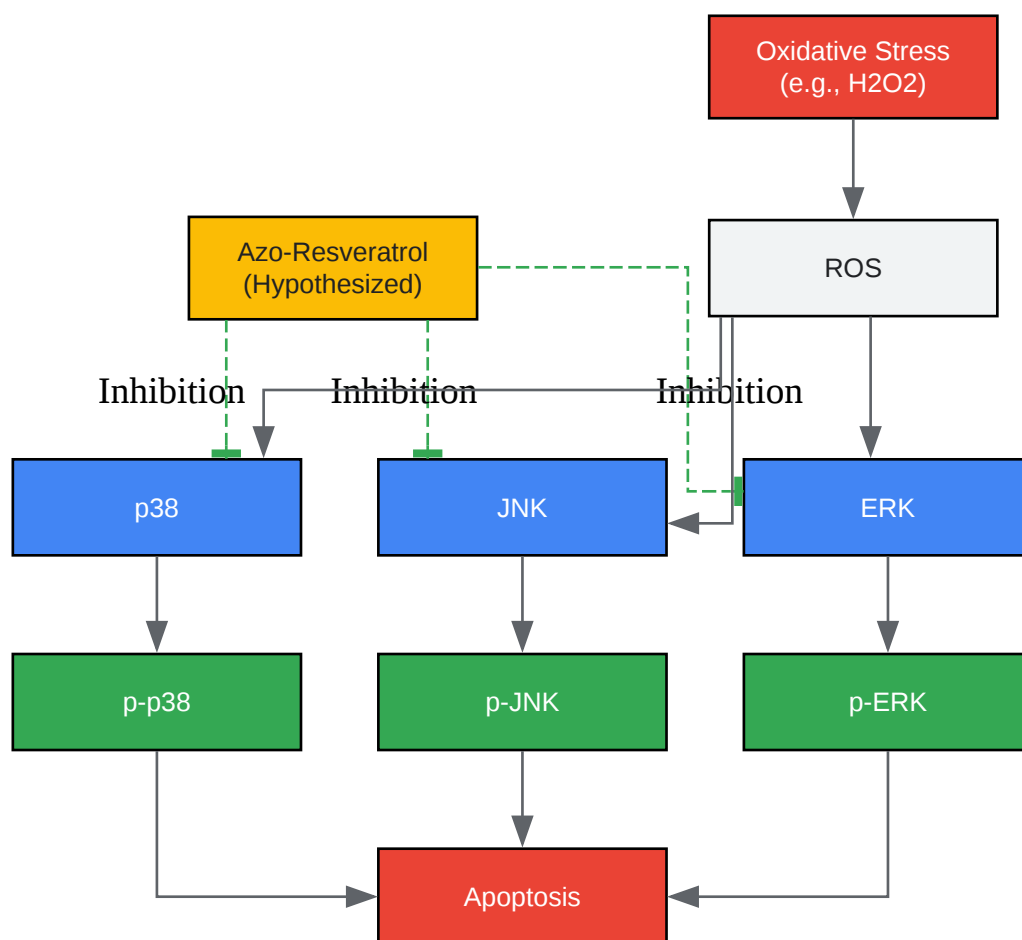 Oxidative Stress
(e.g., H2O2)
Azo-Resveratrol
(Hypothesized)
ROS
Inhibition
Inhibition
Inhibition
p38
JNK
ERK
p-p38
p-JNK
p-ERK
Apoptosis